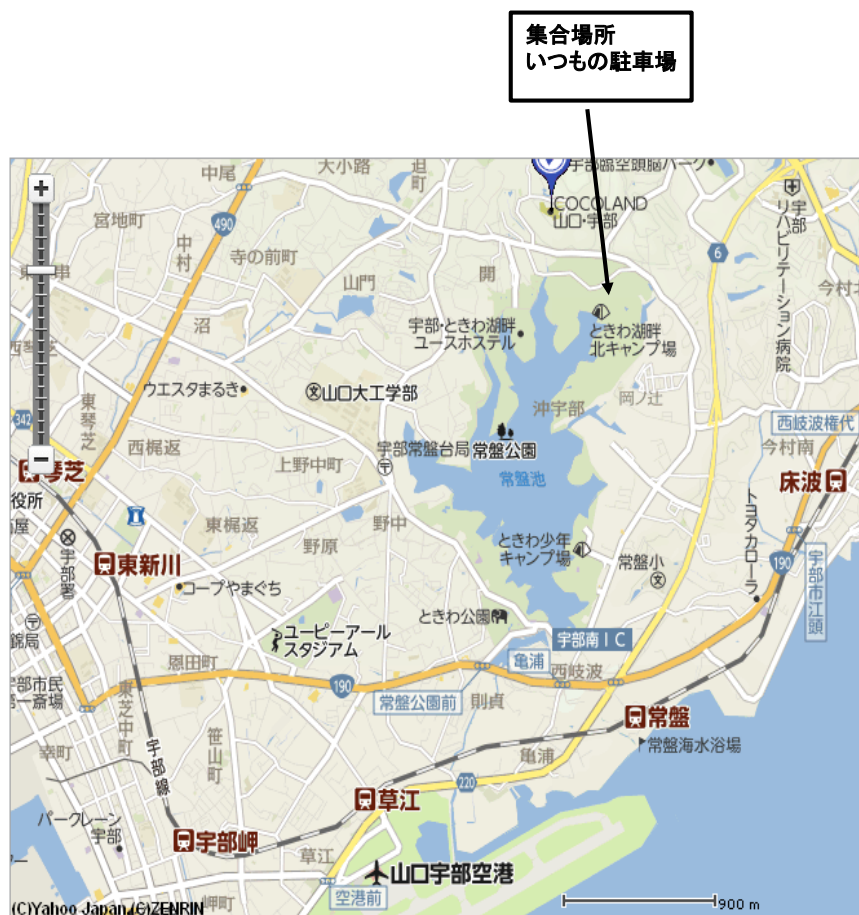 集合場所
いつもの駐車場
中尾
大小路
迫町
宇部臨空頭脳パーク
COCOLAND
山口・宇部
宇部
リハビリテーション病院
宮地町
中村
490
寺の前町
開
6
今村
山門
沼
宇部・ときわ湖畔
ユースホステル
ときわ湖畔
北キャンプ場
西琴芝
東琴芝
ウエスタまるき
山口大工学部
沖宇部
岡ノ辻
342
西岐波権代
西梶返
宇部常盤台局
常盤公園
今村南
上野中町
常盤池
琴芝
床波
役所
東梶返
野中
宇部署
野原
ときわ少年
キャンプ場
トヨタカローラ
東新川
常盤小
190
宇部市江頭
コープやまぐち
ときわ公園
ユーピーアール
スタジアム
宇部南IC
恩田町
亀浦
西岐波
190
常盤公園前
則貞
東芝中町
常盤
幸町
宇部線
笹山町
亀浦
常盤海水浴場
220
草江
パークレーン
宇部
宇部岬
草江
山口宇部空港
空港前
岬町
900 m
(C)Yahoo Japan,(C)ZENRIN